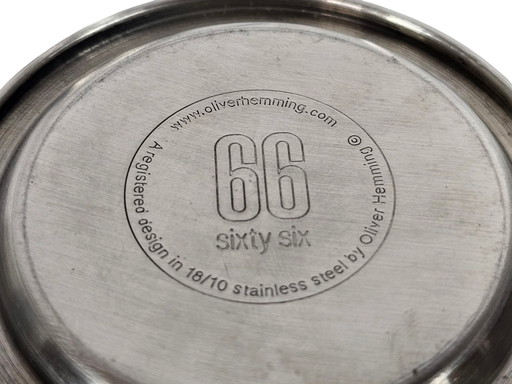 www.oliverhemming.com
66
sixty six
A registered design in 18/10 stainless steel by Oliver Hemming ©